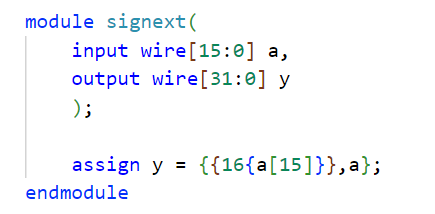 module signext(
    input wire[15:0] a,
    output wire[31:0] y
    );

    assign y = {{16{a[15]}},a};
endmodule